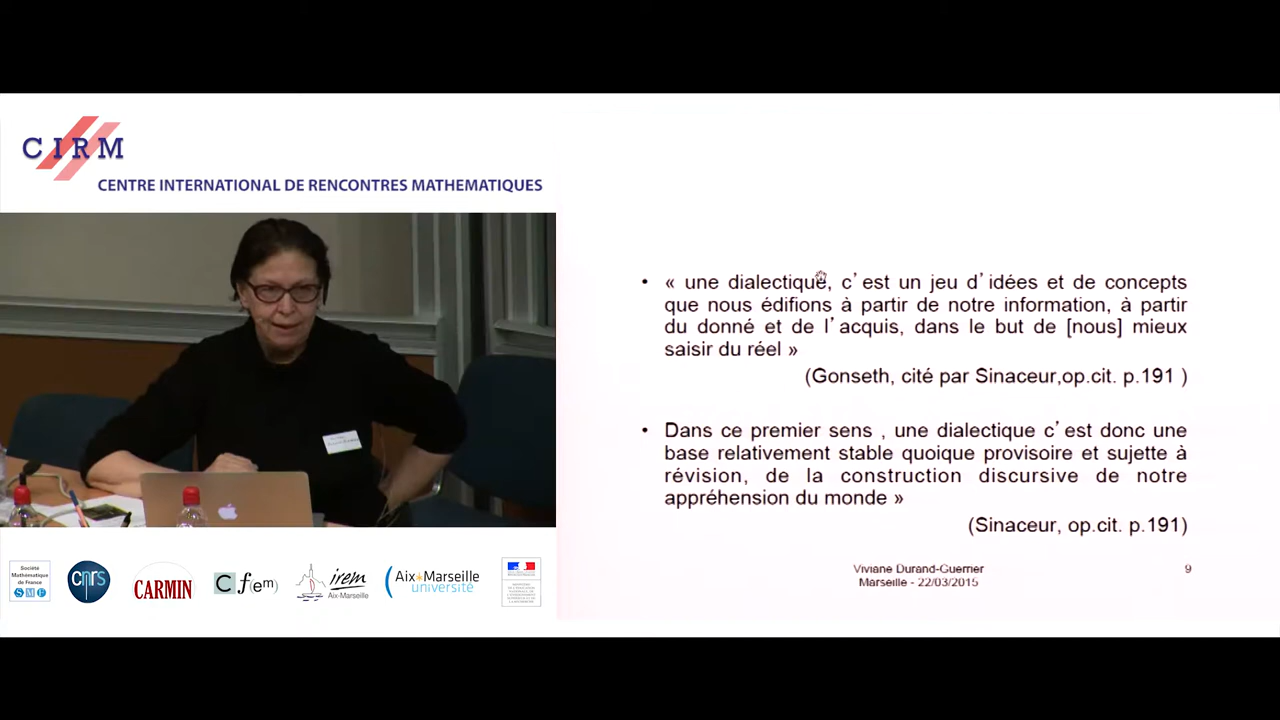 CIRM
CENTRE INTERNATIONAL DE RENCONTRES MATHEMATIQUES
• « une dialectique, c’est un jeu d’idées et de concepts
que nous édifions à partir de notre information, à partir
du donné et de l’acquis, dans le but de [nous] mieux
saisir du réel »
(Gonseth, cité par Sinaceur,op.cit. p.191 )
• Dans ce premier sens , une dialectique c’est donc une
base relativement stable quoique provisoire et sujette à
révision, de la construction discursive de notre
appréhension du monde »
(Sinaceur, op.cit. p.191)
Viviane Durand-Guerrier
Marseille - 22/03/2015
9
Société
Mathématique
de France
SMF
cnrs
CARMIN
Cf(em)
irem
Aix-Marseille
Aix*Marseille
université